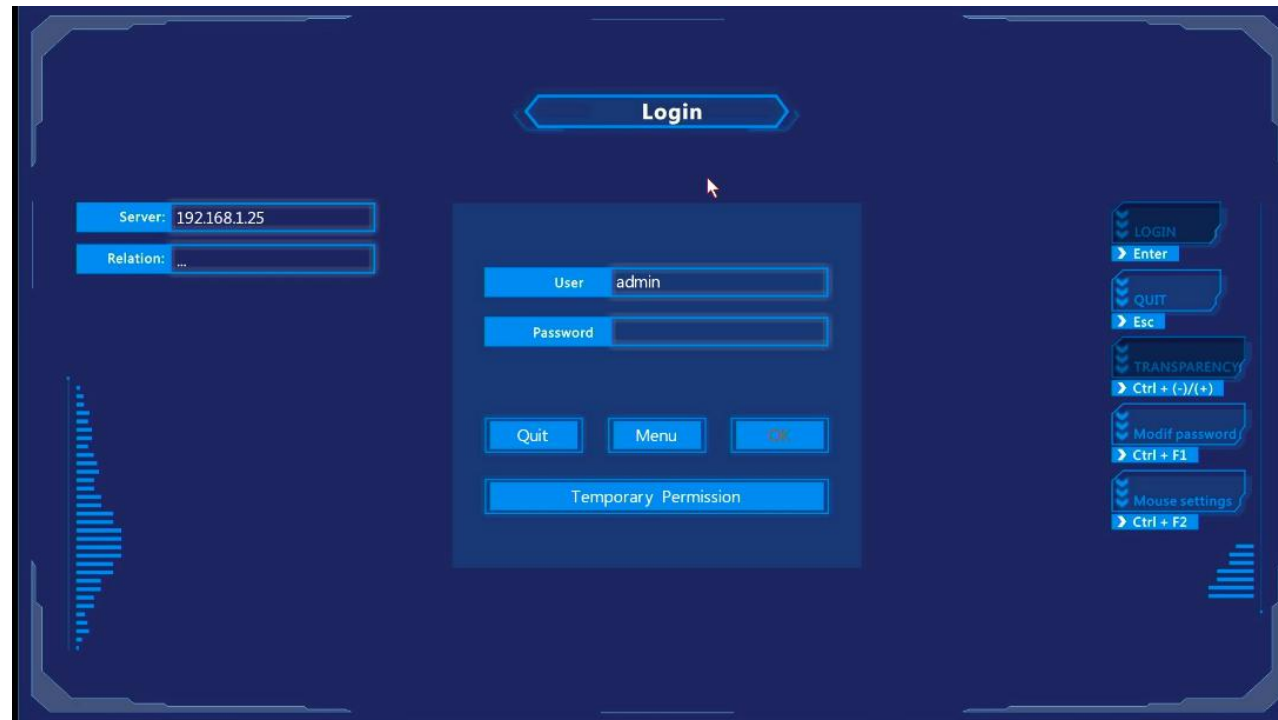 Login
Server: 192.168.1.25
Relation: ...
User admin
Password
Quit Menu OK
Temporary Permission
LOGIN
Enter
QUIT
Esc
TRANSPARENCY
Ctrl + (-)/(+)
Modif password
Ctrl + F1
Mouse settings
Ctrl + F2